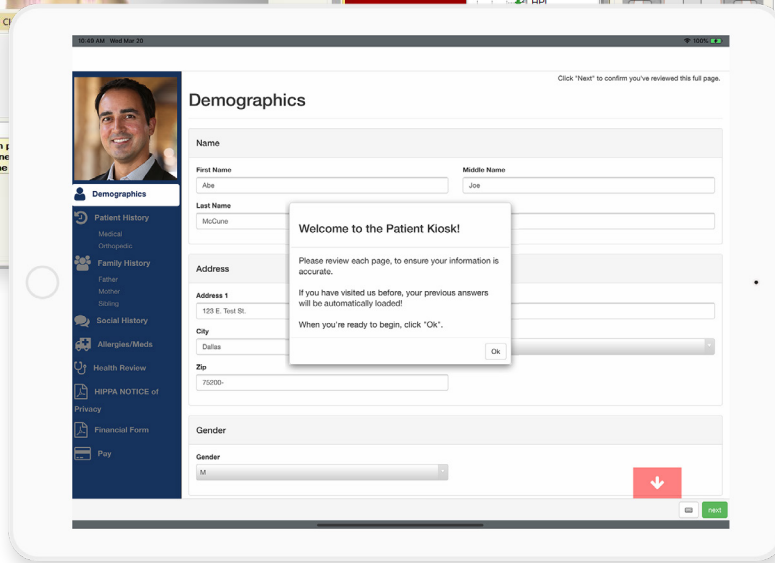 HPI
10:49 AM Wed Mar 20
100%
Click "Next" to confirm you've reviewed this full page.
Demographics
Name
First Name
Middle Name
Abe
Joe
Last Name
McCune
Address
Address 1
123 E. Test St.
City
Dallas
Zip
75200-
Gender
Gender
M
Demographics
Patient History
Medical
Orthopedic
Family History
Father
Mother
Sibling
Social History
Allergies/Meds
Health Review
HIPPA NOTICE of
Privacy
Financial Form
Pay
Welcome to the Patient Kiosk!
Please review each page, to ensure your information is
accurate.
If you have visited us before, your previous answers
will be automatically loaded!
When you're ready to begin, click "Ok".
Ok
next